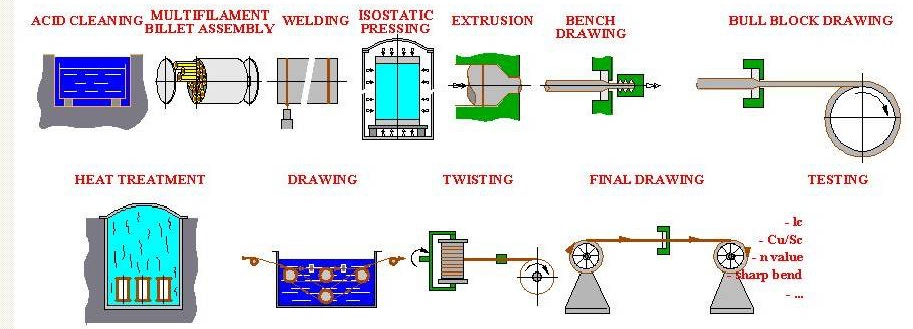 ACID CLEANING
MULTIFILAMENT
BILLET ASSEMBLY
WELDING
ISOSTATIC
PRESSING
EXTRUSION
BENCH
DRAWING
BULL BLOCK DRAWING
HEAT TREATMENT
DRAWING
TWISTING
FINAL DRAWING
TESTING
- Ic
- Cu/Sc
- n value
- Sharp bend
- ...